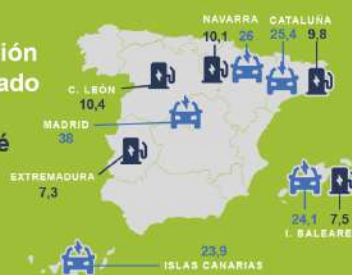 ión
ado
é
NAVARRA CATALUÑA
10,1 26 25,4 9,8
C. LEÓN
10,4
MADRID
38
EXTREMADURA
7,3
24,1 7,5
I. BALEARE
23,9
ISLAS CANARIAS